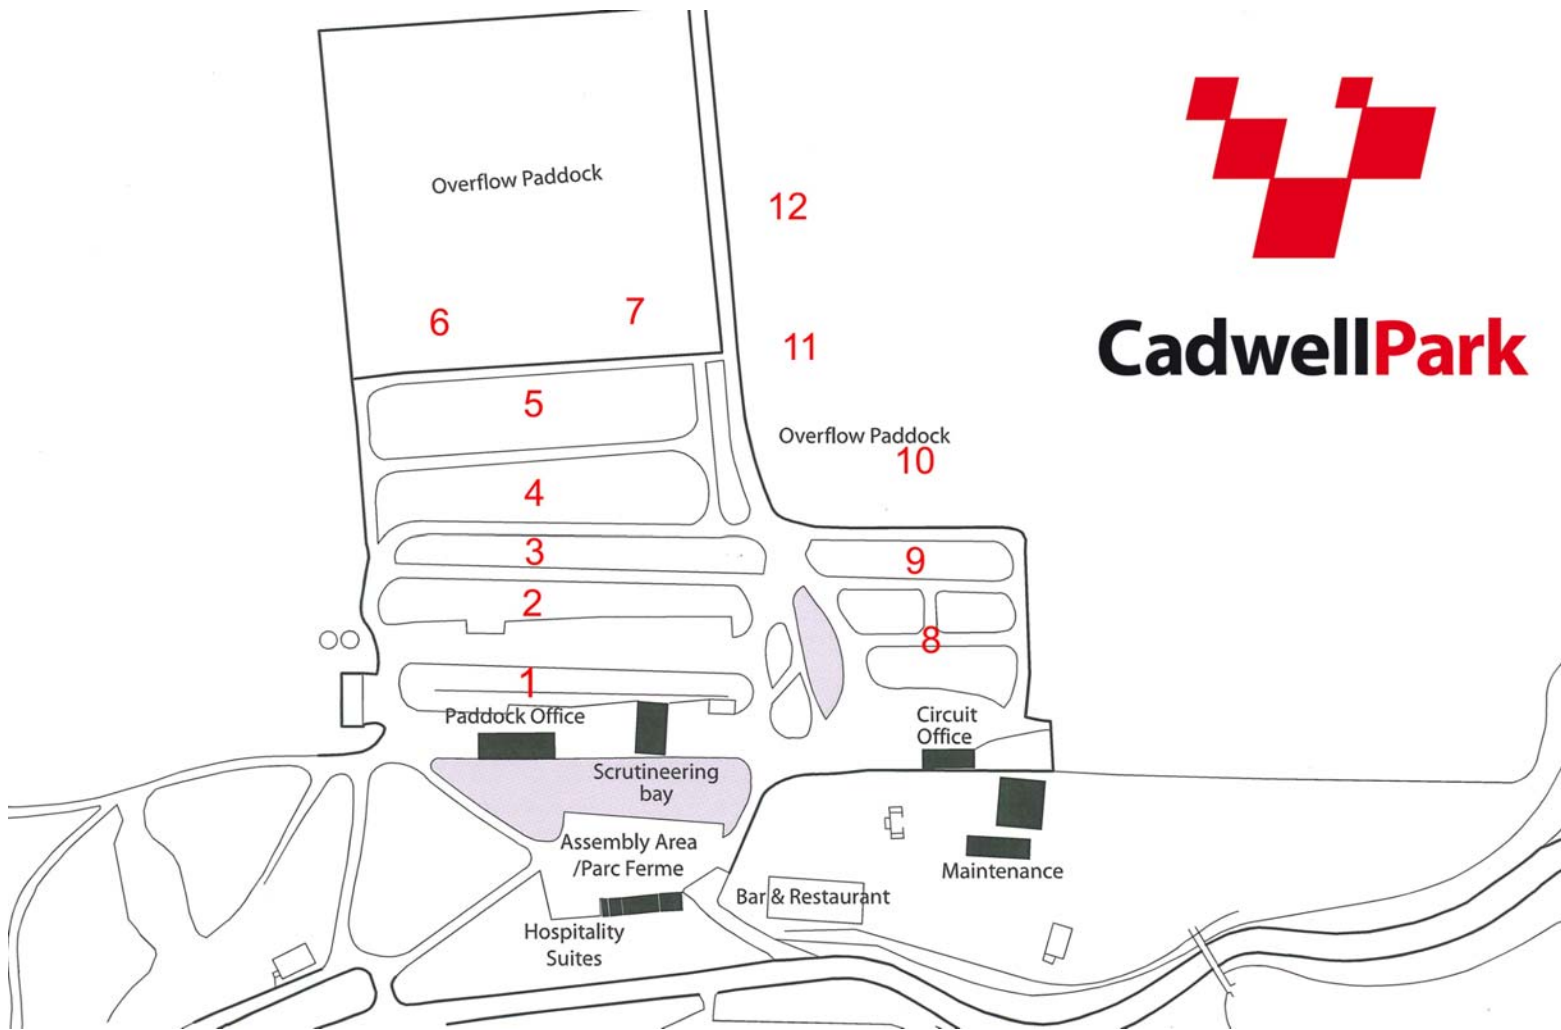 Overflow Paddock
12
6
7
11
CadwellPark
5
Overflow Paddock
10
4
3
9
2
8
1
Paddock Office
Circuit
Office
Scrutineering
bay
Assembly Area
/Parc Ferme
Maintenance
Bar & Restaurant
Hospitality
Suites